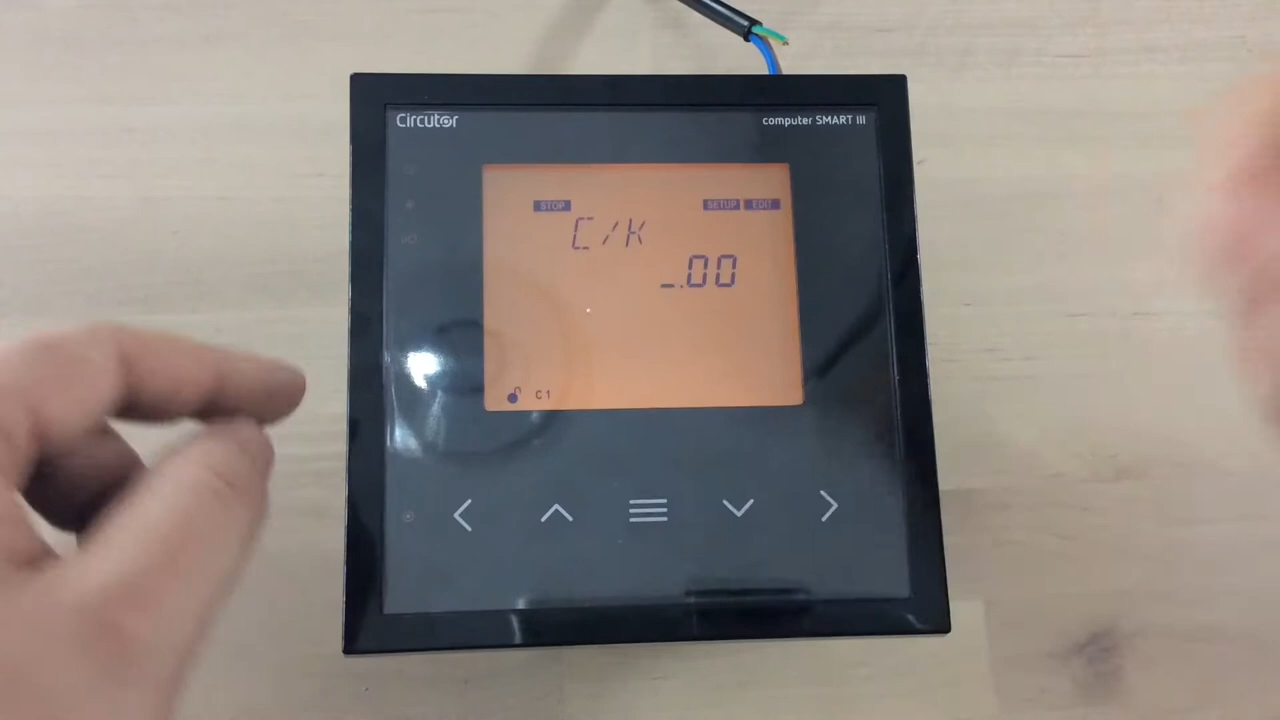 Circutor
computer SMART III
STOP SETUP EDIT
C/K
_.00
C1